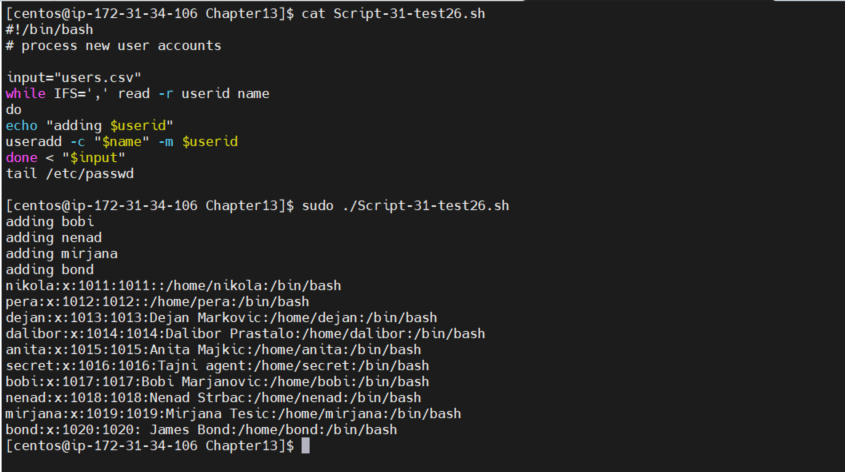 [centos@ip-172-31-34-106 Chapter13]$ cat Script-31-test26.sh
#!/bin/bash
# process new user accounts
input="users.csv"
while IFS=',' read -r userid name
do
echo "adding $userid"
useradd -c "$name" -m $userid
done < "$input"
tail /etc/passwd
[centos@ip-172-31-34-106 Chapter13]$ sudo ./Script-31-test26.sh
adding bobi
adding nenad
adding mirjana
adding bond
nikola:x:1011:1011::/home/nikola:/bin/bash
pera:x:1012:1012::/home/pera:/bin/bash
dejan:x:1013:1013:Dejan Markovic:/home/dejan:/bin/bash
dalibor:x:1014:1014:Dalibor Prastalo:/home/dalibor:/bin/bash
anita:x:1015:1015:Anita Majkic:/home/anita:/bin/bash
secret:x:1016:1016:Tajni agent:/home/secret:/bin/bash
bobi:x:1017:1017:Bobi Marjanovic:/home/bobi:/bin/bash
nenad:x:1018:1018:Nenad Strbac:/home/nenad:/bin/bash
mirjana:x:1019:1019:Mirjana Tesic:/home/mirjana:/bin/bash
bond:x:1020:1020: James Bond:/home/bond:/bin/bash
[centos@ip-172-31-34-106 Chapter13]$